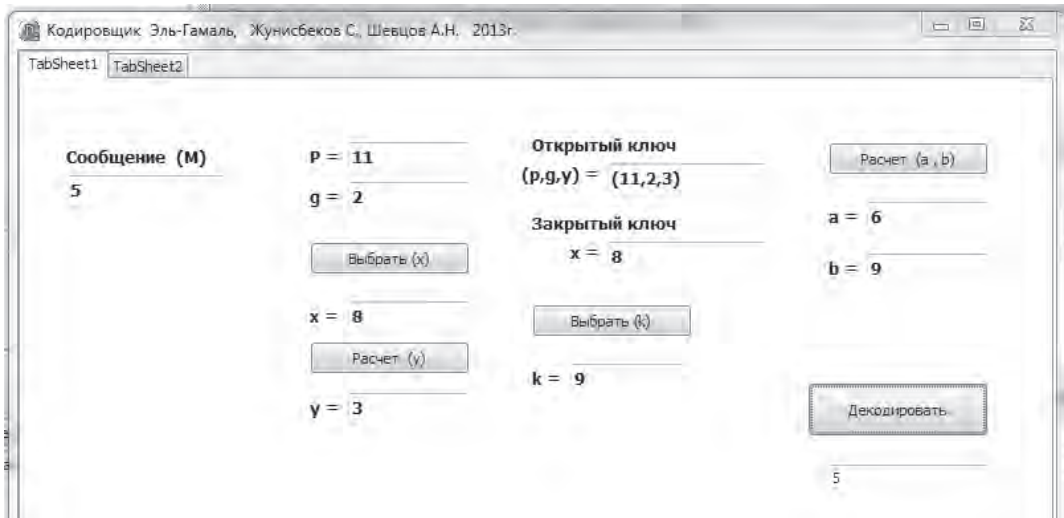 Кодировщик Эль-Гамаль, Жунисбеков С., Шевцов А.Н. 2013г.
TabSheet1 TabSheet2
Сообщение (M)
5
P = 11
g = 2
Выбрать (x)
x = 8
Расчет (y)
y = 3
Открытый ключ
(p,g,y) = (11,2,3)
Закрытый ключ
x = 8
Выбрать (k)
k = 9
Расчет (a , b)
a = 6
b = 9
Декодировать
5